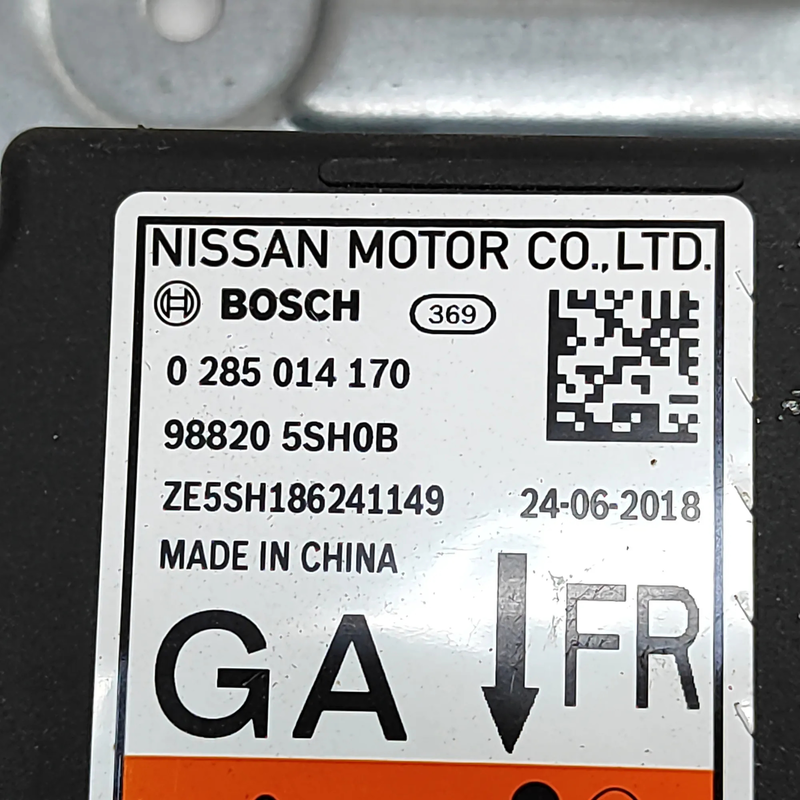 NISSAN MOTOR CO.,LTD.
BOSCH 369
0 285 014 170
98820 5SH0B
ZE5SH186241149 24-06-2018
MADE IN CHINA
GA FR